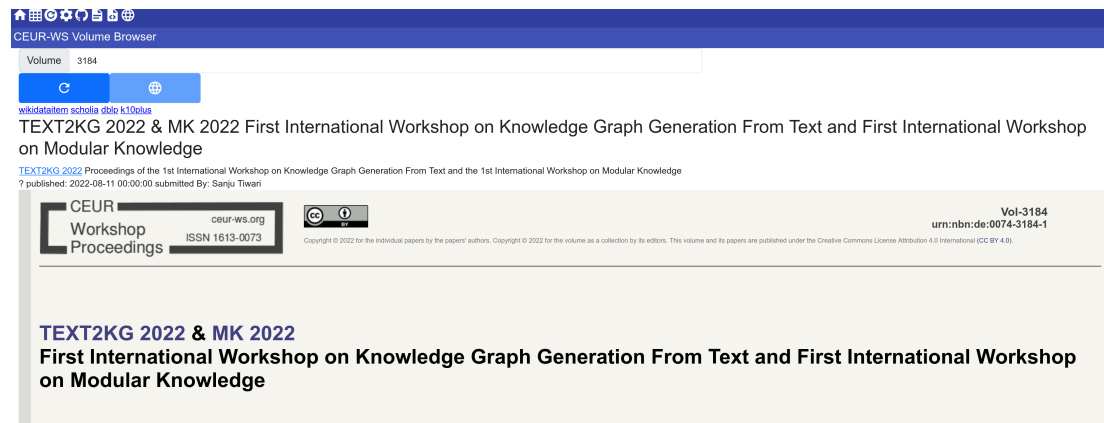 CEUR-WS Volume Browser
Volume 3184
wikidataitem scholia dblp k10plus
TEXT2KG 2022 & MK 2022 First International Workshop on Knowledge Graph Generation From Text and First International Workshop
on Modular Knowledge
TEXT2KG 2022 Proceedings of the 1st International Workshop on Knowledge Graph Generation From Text and the 1st International Workshop on Modular Knowledge
? published: 2022-08-11 00:00:00 submitted By: Sanju Tiwari
CEUR
Workshop
Proceedings
ceur-ws.org
ISSN 1613-0073
cc
BY
Copyright © 2022 for the individual papers by the papers' authors. Copyright © 2022 for the volume as a collection by its editors. This volume and its papers are published under the Creative Commons License Attribution 4.0 International (CC BY 4.0).
Vol-3184
urn:nbn:de:0074-3184-1
TEXT2KG 2022 & MK 2022
First International Workshop on Knowledge Graph Generation From Text and First International Workshop
on Modular Knowledge